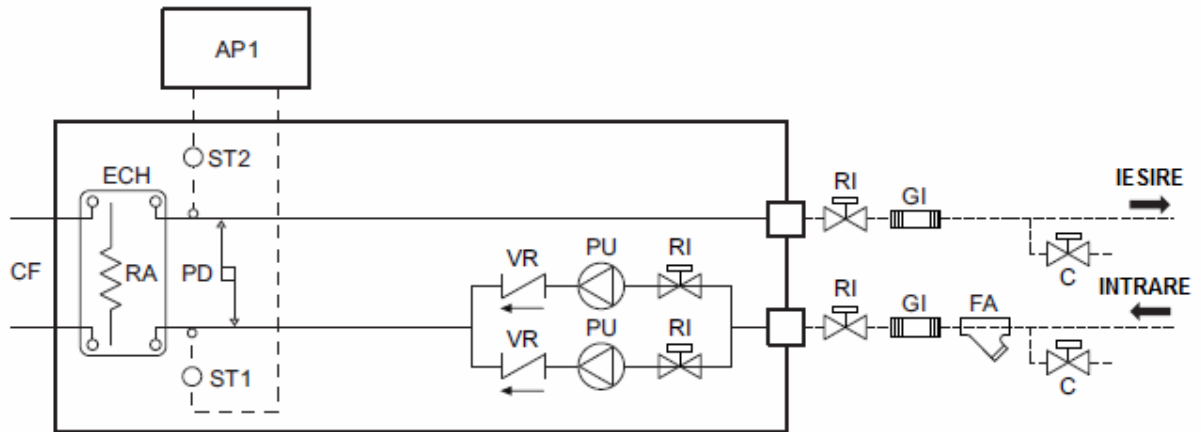 AP1
ST2
ECH
RI
GI
IESIRE
C
CF
RA
PD
VR
PU
RI
RI
GI
FA
INTRARE
VR
PU
RI
C
ST1